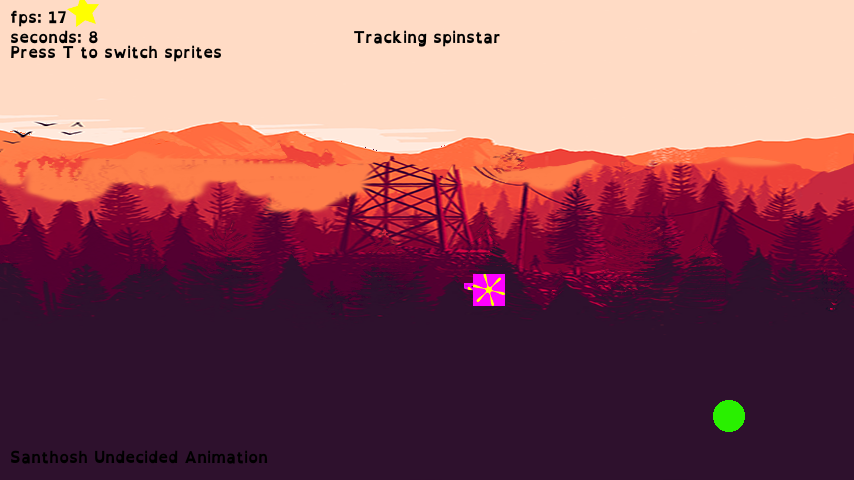 fps: 17
seconds: 8
Press T to switch sprites
Tracking spinstar
Santhosh Undecided Animation